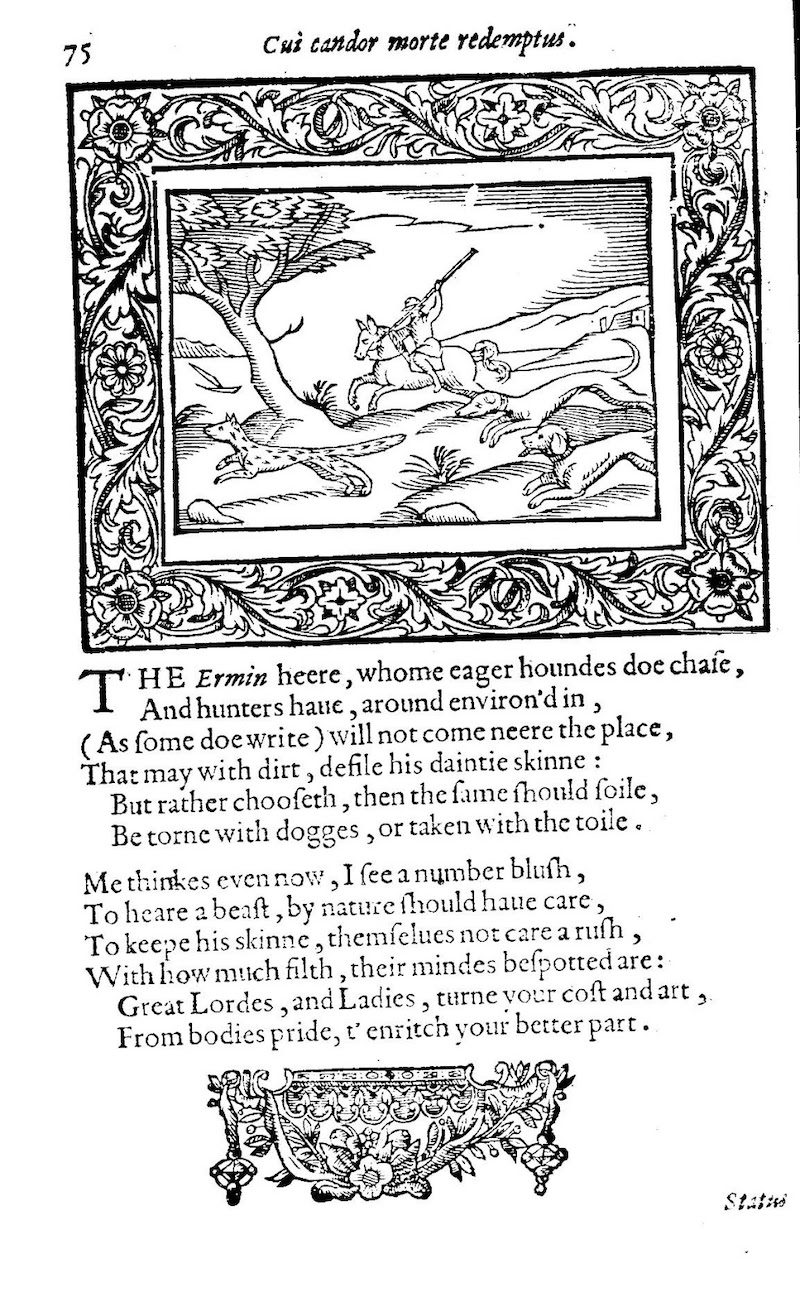 75
Cui candor morte redemptus.
THE Ermin heere, whome eager houndes doe chaſe,
And hunters haue, around environ'd in,
(As ſome doe write) will not come neere the place,
That may with dirt, defile his daintie skinne:
But rather chooſeth, then the ſame ſhould ſoile,
Be torne with dogges, or taken with the toile.
Me thinkes even now, I ſee a number bluſh,
To heare a beaſt, by nature ſhould haue care,
To keepe his skinne, themſelues not care a ruſh,
With how much filth, their mindes beſpotted are:
Great Lordes, and Ladies, turne your coſt and art,
From bodies pride, t' enritch your better part.
Status